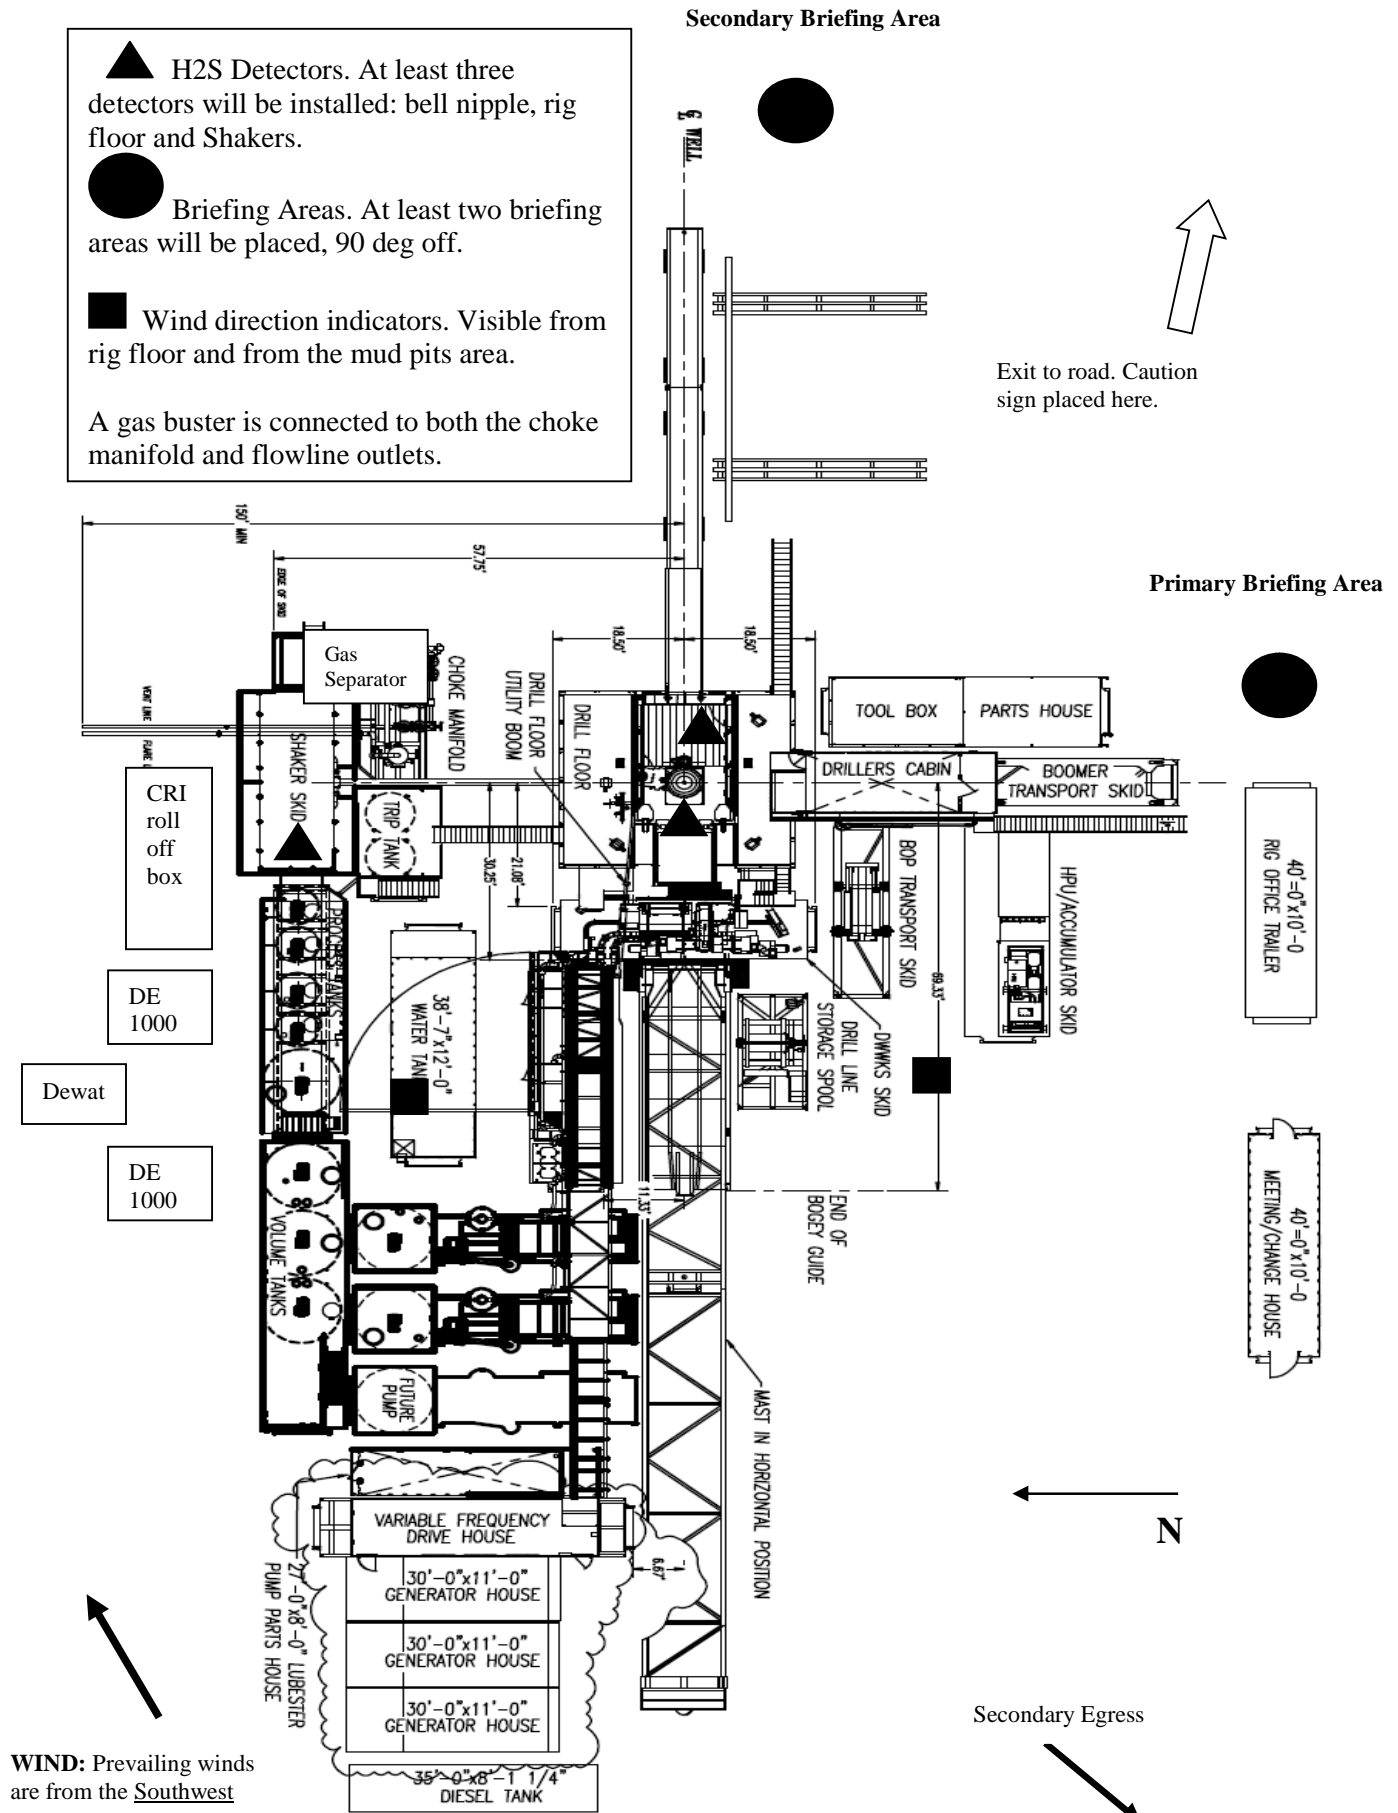 Secondary Briefing Area
H2S Detectors. At least three
detectors will be installed: bell nipple, rig
floor and Shakers.
Briefing Areas. At least two briefing
areas will be placed, 90 deg off.
Wind direction indicators. Visible from
rig floor and from the mud pits area.
A gas buster is connected to both the choke
manifold and flowline outlets.
WELL
Exit to road. Caution
sign placed here.
150' MIN
57.75'
EDGE OF SKID
Primary Briefing Area
18.50'
18.50'
Gas
Separator
CHOKE MANIFOLD
DRILL FLOOR
UTILITY BOOM
DRILL FLOOR
VENT LINE
SHAKER SKID
TOOL BOX
PARTS HOUSE
DRILLERS CABIN
BOOMER
TRANSPORT SKID
CRI
roll
off
box
TRIP TANK
30.25'
21.08'
BOP TRANSPORT SKID
HPU/ACCUMULATOR SKID
40'=0"x10'-0
RIG OFFICE TRAILER
PROCESS TANKS
DE
1000
38'-7"x12'-0"
WATER TANK
69.33'
DWWKS SKID
DRILL LINE
STORAGE SPOOL
Dewat
DE
1000
11.33'
END OF
BOGEY GUIDE
40'=0"x10'-0
MEETING/CHANGE HOUSE
VOLUME TANKS
FUTURE
PUMP
MAST IN HORIZONTAL POSITION
N
VARIABLE FREQUENCY
DRIVE HOUSE
6.67'
27'-0"x8'-0" LUBESTER
PUMP PARTS HOUSE
30'-0"x11'-0"
GENERATOR HOUSE
30'-0"x11'-0"
GENERATOR HOUSE
30'-0"x11'-0"
GENERATOR HOUSE
35'-0"x8'-1 1/4"
DIESEL TANK
Secondary Egress
WIND: Prevailing winds
are from the Southwest